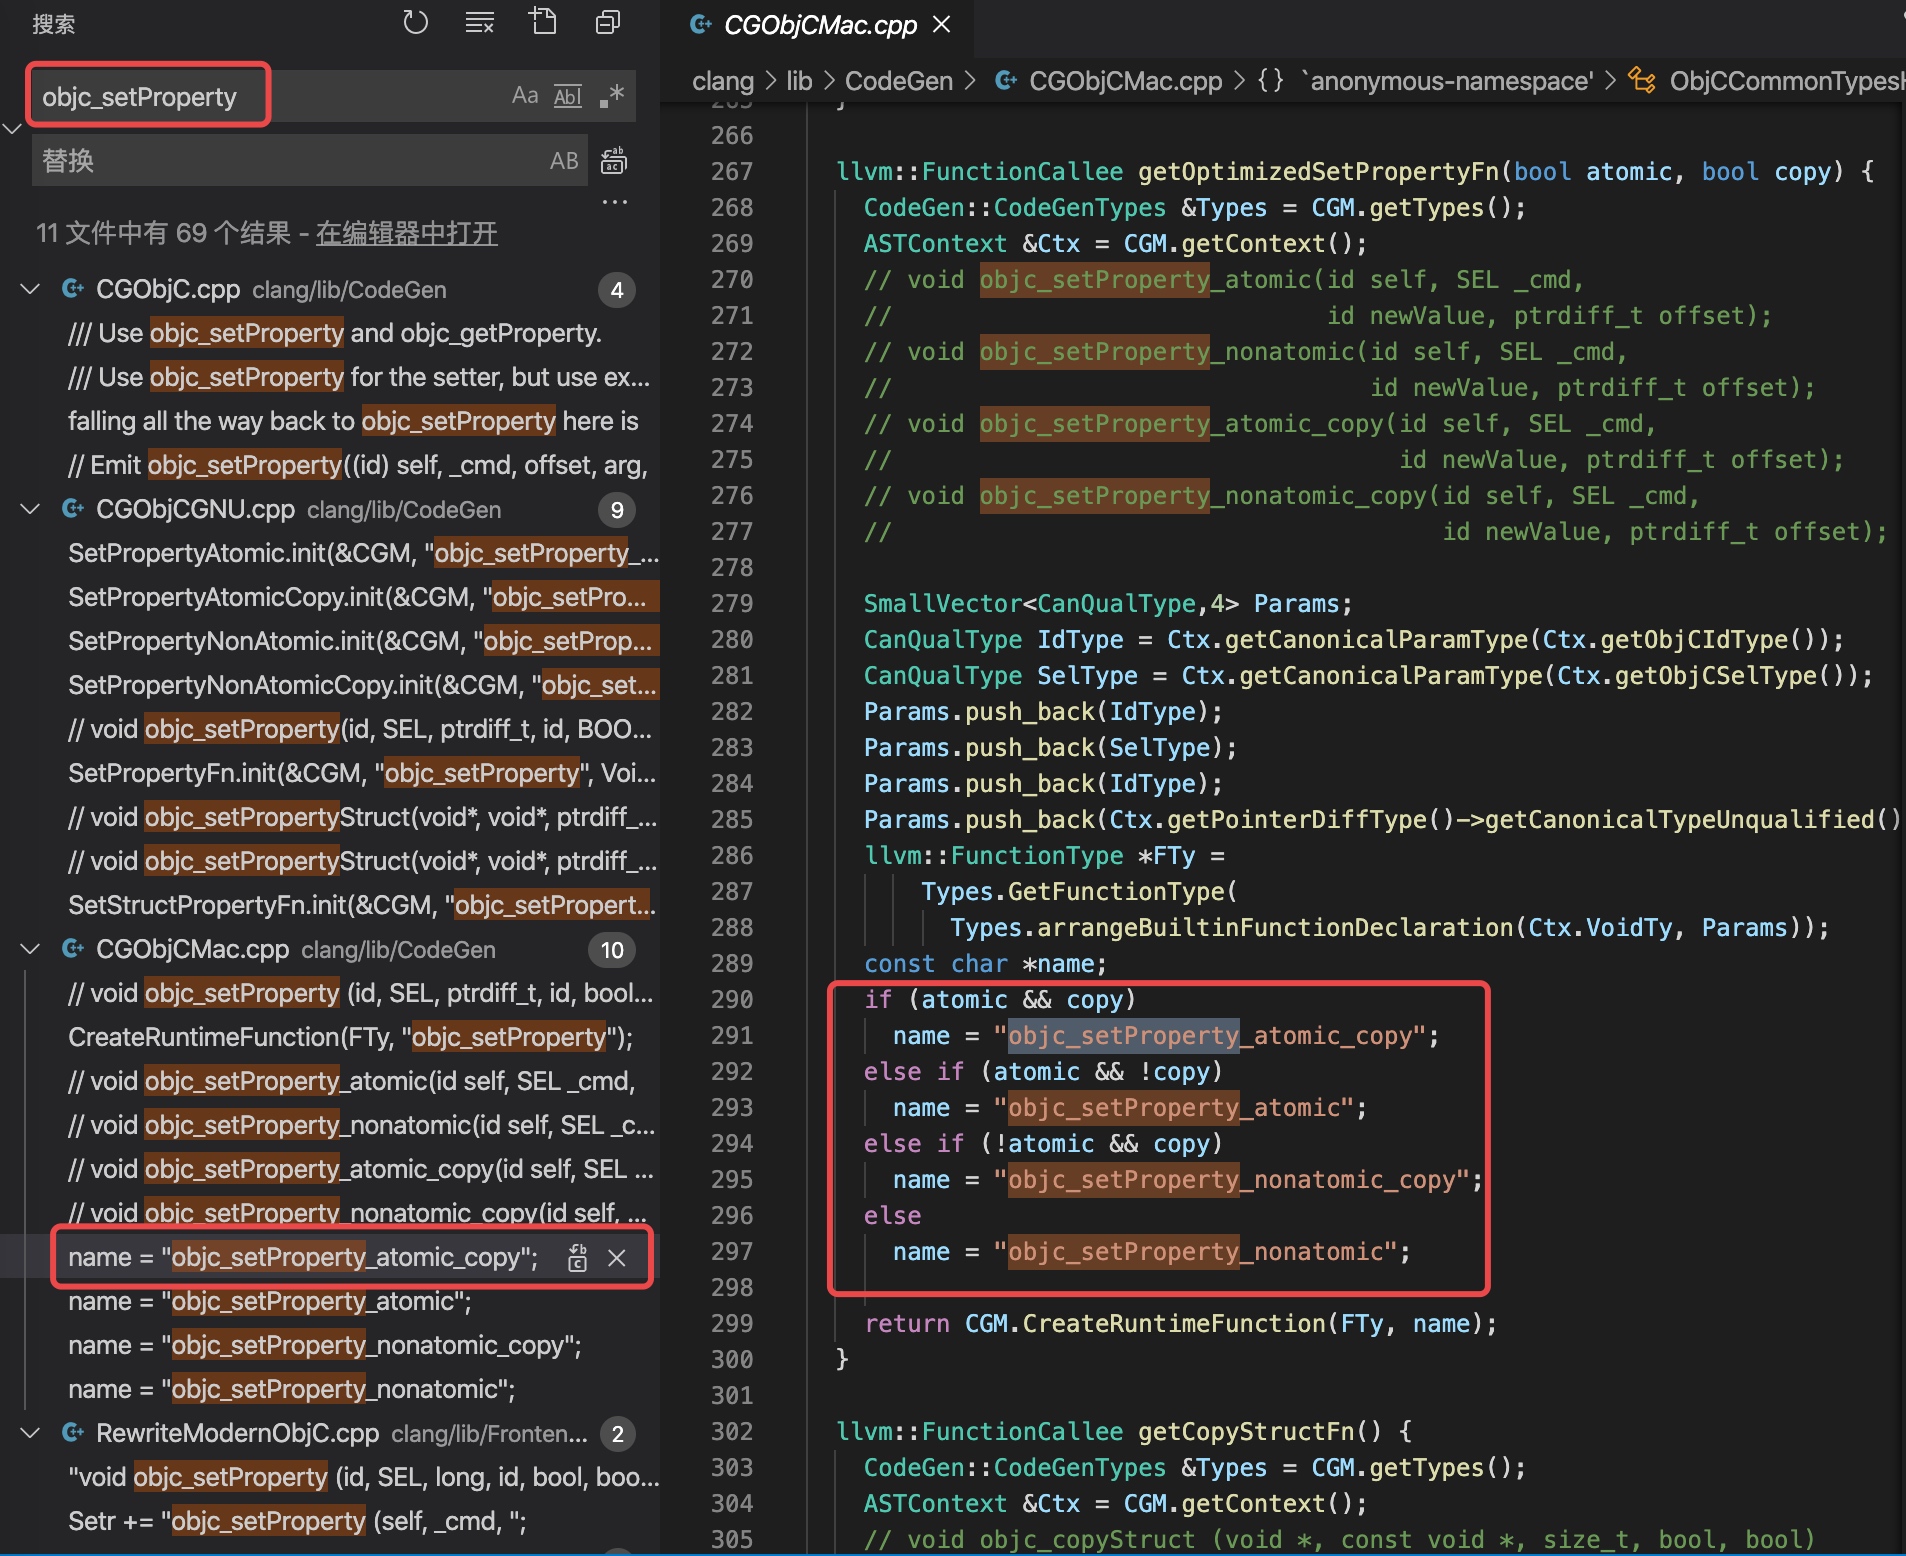 搜索
objc_setProperty
Aa
Abl
.*
替换
AB
...
11 文件中有 69 个结果 - 在编辑器中打开
CGObjC.cpp clang/lib/CodeGen 4
/// Use objc_setProperty and objc_getProperty.
/// Use objc_setProperty for the setter, but use ex...
falling all the way back to objc_setProperty here is
// Emit objc_setProperty((id) self, _cmd, offset, arg,
CGObjCGNU.cpp clang/lib/CodeGen 9
SetPropertyAtomic.init(&CGM, "objc_setProperty_...
SetPropertyAtomicCopy.init(&CGM, "objc_setPro...
SetPropertyNonAtomic.init(&CGM, "objc_setProp...
SetPropertyNonAtomicCopy.init(&CGM, "objc_set...
// void objc_setProperty(id, SEL, ptrdiff_t, id, BOO...
SetPropertyFn.init(&CGM, "objc_setProperty", Voi...
// void objc_setPropertyStruct(void*, void*, ptrdiff_...
// void objc_setPropertyStruct(void*, void*, ptrdiff_...
SetStructPropertyFn.init(&CGM, "objc_setPropert...
CGObjCMac.cpp clang/lib/CodeGen 10
// void objc_setProperty (id, SEL, ptrdiff_t, id, bool...
CreateRuntimeFunction(FTy, "objc_setProperty");
// void objc_setProperty_atomic(id self, SEL _cmd,
// void objc_setProperty_nonatomic(id self, SEL _c...
// void objc_setProperty_atomic_copy(id self, SEL ...
// void objc_setProperty_nonatomic_copy(id self, ...
name = "objc_setProperty_atomic_copy";
name = "objc_setProperty_atomic";
name = "objc_setProperty_nonatomic_copy";
name = "objc_setProperty_nonatomic";
RewriteModernObjC.cpp clang/lib/Fronten... 2
"void objc_setProperty (id, SEL, long, id, bool, boo...
Setr += "objc_setProperty (self, _cmd, ";
CGObjCMac.cpp
clang > lib > CodeGen > CGObjCMac.cpp > {} `anonymous-namespace' > ObjCCommonTypesH
265 }
266
267 llvm::FunctionCallee getOptimizedSetPropertyFn(bool atomic, bool copy) {
268 CodeGen::CodeGenTypes &Types = CGM.getTypes();
269 ASTContext &Ctx = CGM.getContext();
270 // void objc_setProperty_atomic(id self, SEL _cmd,
271 // id newValue, ptrdiff_t offset);
272 // void objc_setProperty_nonatomic(id self, SEL _cmd,
273 // id newValue, ptrdiff_t offset);
274 // void objc_setProperty_atomic_copy(id self, SEL _cmd,
275 // id newValue, ptrdiff_t offset);
276 // void objc_setProperty_nonatomic_copy(id self, SEL _cmd,
277 // id newValue, ptrdiff_t offset);
278
279 SmallVector<CanQualType,4> Params;
280 CanQualType IdType = Ctx.getCanonicalParamType(Ctx.getObjCIdType());
281 CanQualType SelType = Ctx.getCanonicalParamType(Ctx.getObjCSelType());
282 Params.push_back(IdType);
283 Params.push_back(SelType);
284 Params.push_back(IdType);
285 Params.push_back(Ctx.getPointerDiffType()->getCanonicalTypeUnqualified()
286 llvm::FunctionType *FTy =
287 Types.GetFunctionType(
288 Types.arrangeBuiltinFunctionDeclaration(Ctx.VoidTy, Params));
289 const char *name;
290 if (atomic && copy)
291 name = "objc_setProperty_atomic_copy";
292 else if (atomic && !copy)
293 name = "objc_setProperty_atomic";
294 else if (!atomic && copy)
295 name = "objc_setProperty_nonatomic_copy";
296 else
297 name = "objc_setProperty_nonatomic";
298
299 return CGM.CreateRuntimeFunction(FTy, name);
300 }
301
302 llvm::FunctionCallee getCopyStructFn() {
303 CodeGen::CodeGenTypes &Types = CGM.getTypes();
304 ASTContext &Ctx = CGM.getContext();
305 // void objc_copyStruct (void *, const void *, size_t, bool, bool)